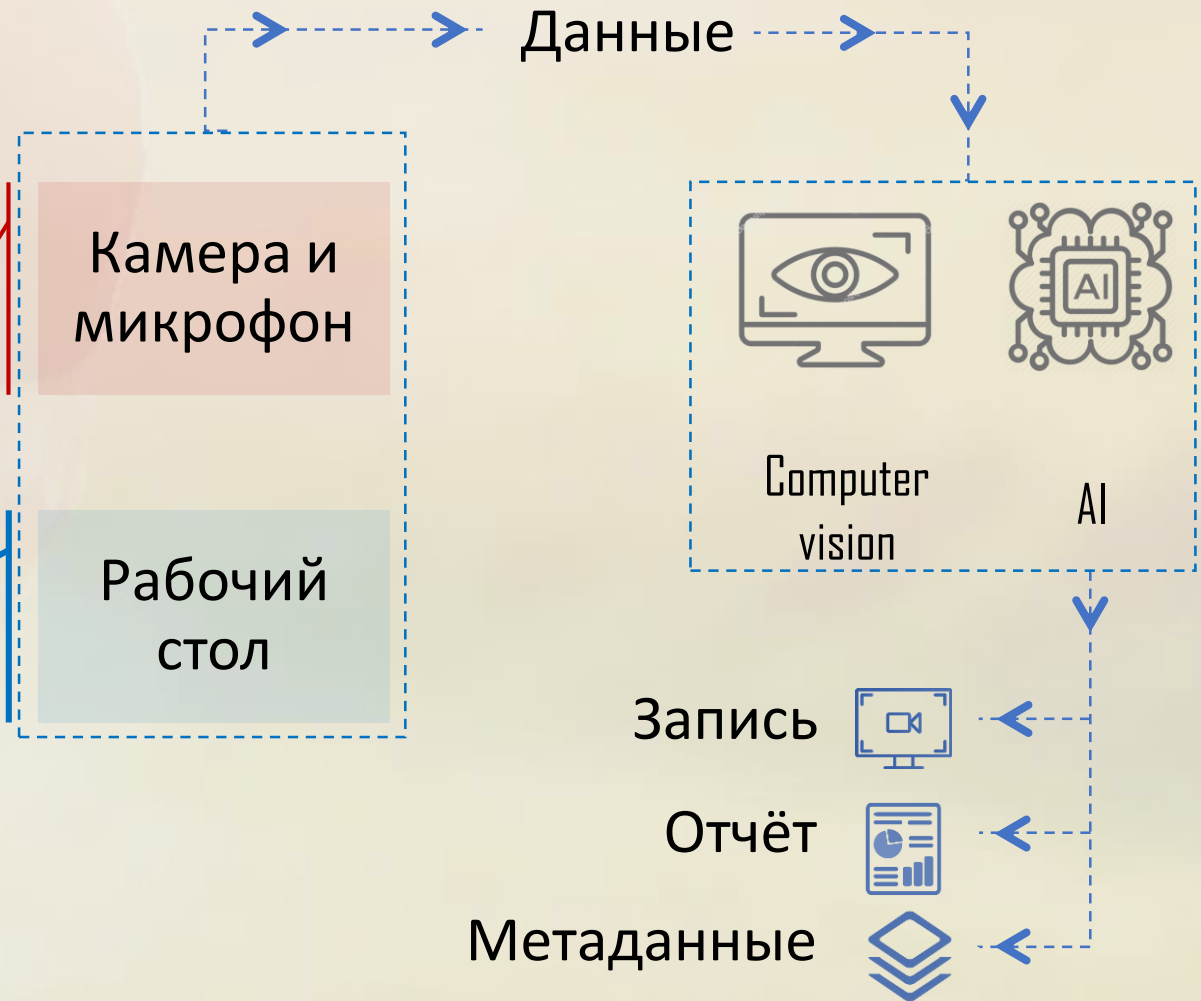 Данные
Камера и
микрофон
Рабочий
стол
AI
Computer
vision
AI
Запись
Отчёт
Метаданные